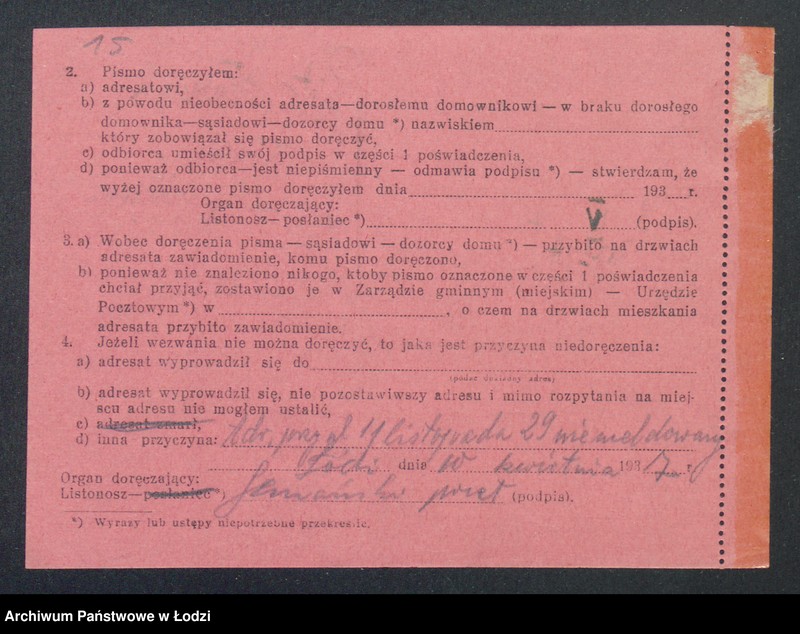 15
2. Pismo doręczyłem:
a) adresatowi,
b) z powodu nieobecności adresata—dorosłemu domownikowi — w braku dorosłego
domownika—sąsiadowi—dozorcy domu *) nazwiskiem
który zobowiązał się pismo doręczyć,
c) odbiorca umieścił swój podpis w części 1 poświadczenia,
d) ponieważ odbiorca—jest niepiśmienny — odmawia podpisu *) — stwierdzam, że
wyżej oznaczone pismo doręczyłem dnia 193 r.
Organ doręczający:
Listonosz—posłaniec *) V (podpis).
3. a) Wobec doręczenia pisma — sąsiadowi — dozorcy domu *) — przybito na drzwiach
adresata zawiadomienie, komu pismo doręczono,
b) ponieważ nie znaleziono nikogo, ktoby pismo oznaczone w części 1 poświadczenia
chciał przyjąć, zostawiono je w Zarządzie gminnym (miejskim) — Urzędzie
Pocztowym *) w , o czem na drzwiach mieszkania
adresata przybito zawiadomienie.
4. Jeżeli wezwania nie można doręczyć, to jaka jest przyczyna niedoręczenia:
a) adresat wyprowadził się do
(podać dokładny adres)
b) adresat wyprowadził się, nie pozostawiwszy adresu i mimo rozpytania na miej-
scu adresu nie mogłem ustalić,
c) adresat zmarł,
d) inna przyczyna: Adr. przy ul 11 listopada 29 nie meldowany
Łódź dnia 10 kwietnia 1937 r.
Organ doręczający:
Listonosz—posłaniec *) (podpis).
*) Wyrazy lub ustępy niepotrzebne przekreślić.
Archiwum Państwowe w Łodzi